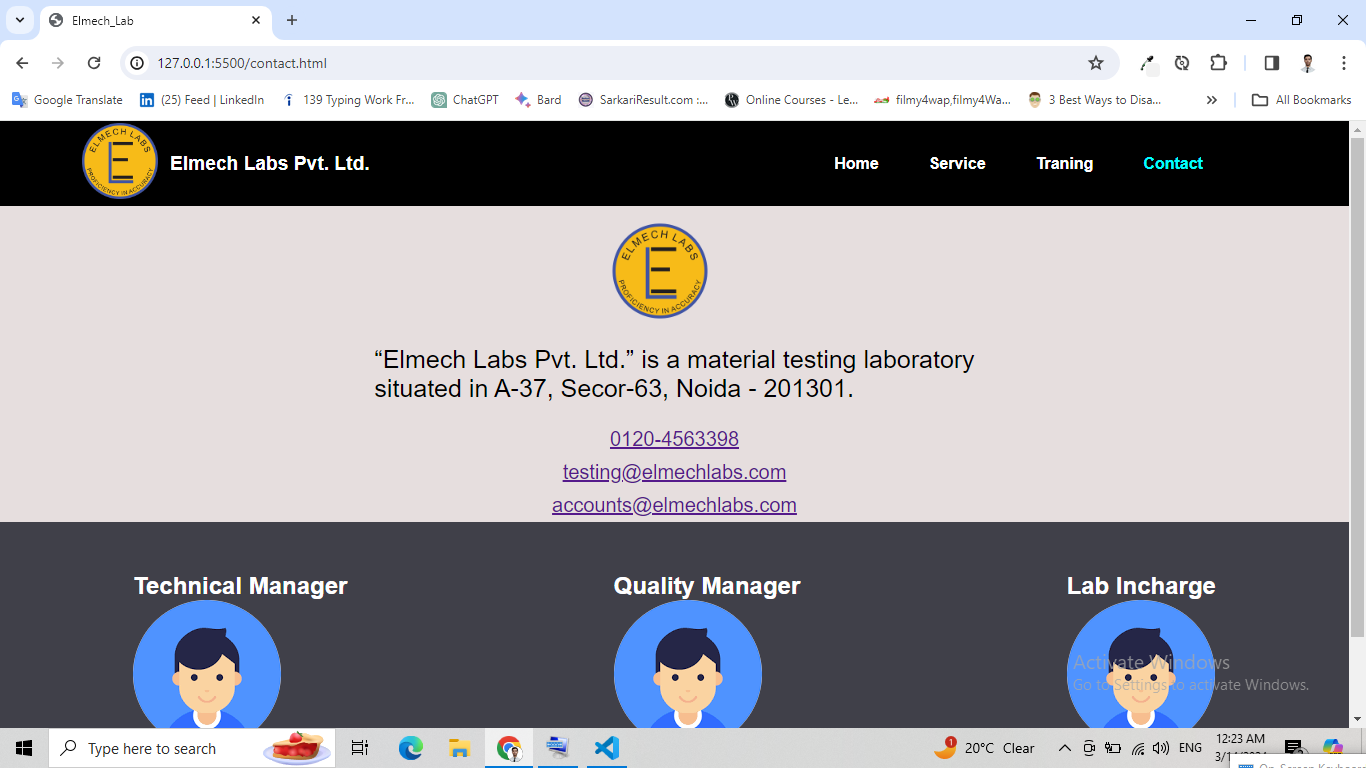 Elmech_Lab
127.0.0.1:5500/contact.html
Google Translate
(25) Feed | LinkedIn
139 Typing Work Fr...
ChatGPT
Bard
SarkariResult.com :...
Online Courses - Le...
filmy4wap,filmy4Wa...
3 Best Ways to Disa...
All Bookmarks
ELMECH LABS
PROFICIENCY IN ACCURACY
Elmech Labs Pvt. Ltd.
Home
Service
Traning
Contact
ELMECH LABS
E
PROFICIENCY IN ACCURACY
“Elmech Labs Pvt. Ltd.” is a material testing laboratory
situated in A-37, Secor-63, Noida - 201301.
0120-4563398
testing@elmechlabs.com
accounts@elmechlabs.com
Technical Manager
Quality Manager
Lab Incharge
Activate Windows
Go to Settings to activate Windows.
Type here to search
1
20°C Clear
ENG
12:23 AM